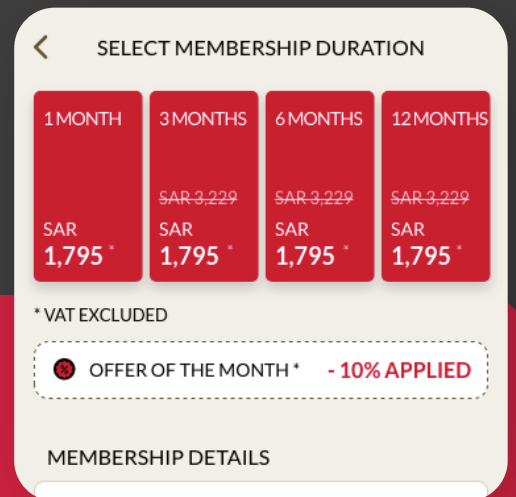 SELECT MEMBERSHIP DURATION
1 MONTH
SAR
1,795 *
3 MONTHS
SAR 3,229
SAR
1,795 *
6 MONTHS
SAR 3,229
SAR
1,795 *
12 MONTHS
SAR 3,229
SAR
1,795 *
* VAT EXCLUDED
% OFFER OF THE MONTH * - 10% APPLIED
MEMBERSHIP DETAILS